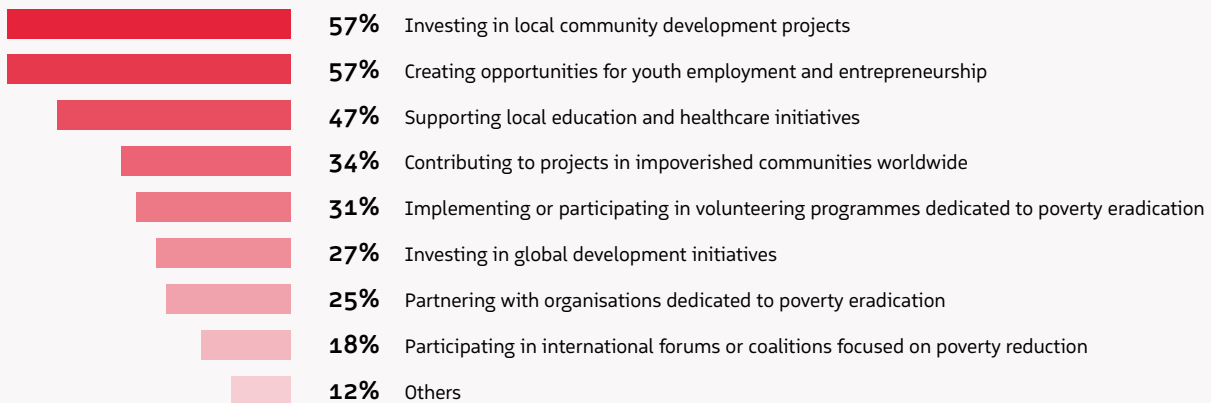 57% Investing in local community development projects
57% Creating opportunities for youth employment and entrepreneurship
47% Supporting local education and healthcare initiatives
34% Contributing to projects in impoverished communities worldwide
31% Implementing or participating in volunteering programmes dedicated to poverty eradication
27% Investing in global development initiatives
25% Partnering with organisations dedicated to poverty eradication
18% Participating in international forums or coalitions focused on poverty reduction
12% Others